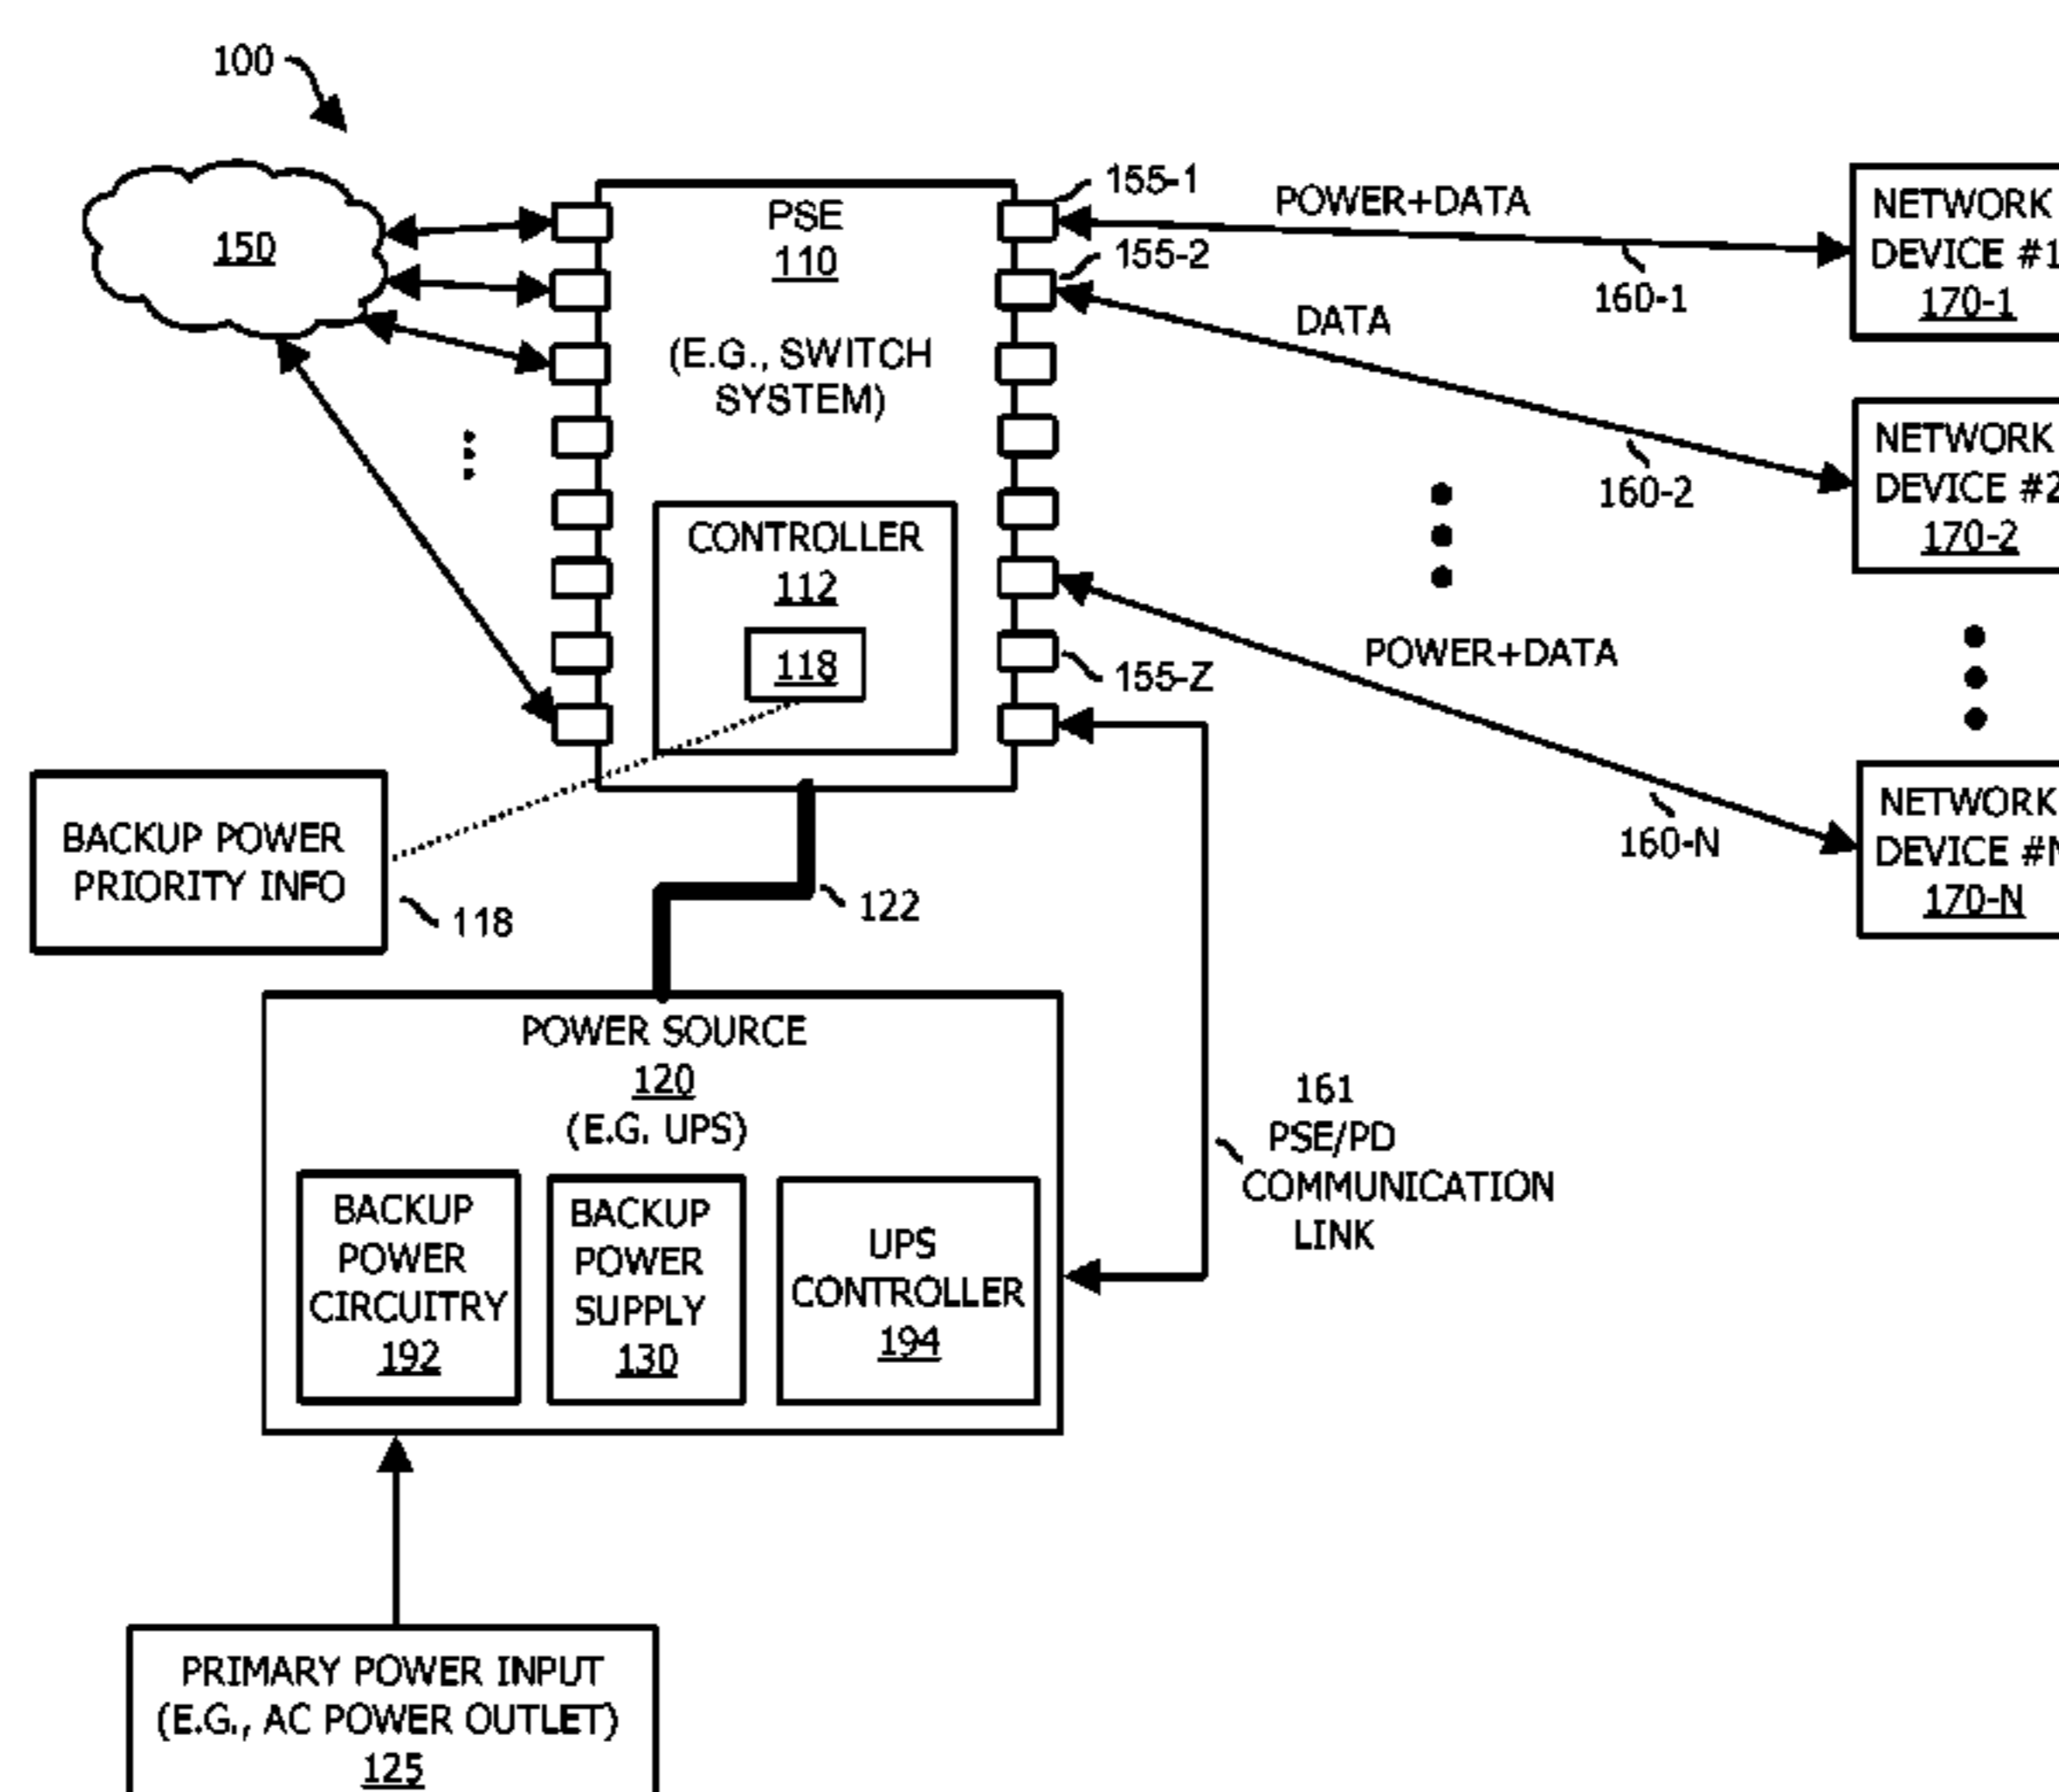 100
150
PSE
110
(E.G., SWITCH
SYSTEM)
CONTROLLER
112
118
155-1
155-2
155-Z
POWER+DATA
160-1
DATA
160-2
POWER+DATA
160-N
NETWORK
DEVICE #1
170-1
NETWORK
DEVICE #2
170-2
NETWORK
DEVICE #N
170-N
BACKUP POWER
PRIORITY INFO
118
122
POWER SOURCE
120
(E.G. UPS)
BACKUP
POWER
CIRCUITRY
192
BACKUP
POWER
SUPPLY
130
UPS
CONTROLLER
194
161
PSE/PD
COMMUNICATION
LINK
PRIMARY POWER INPUT
(E.G., AC POWER OUTLET)
125